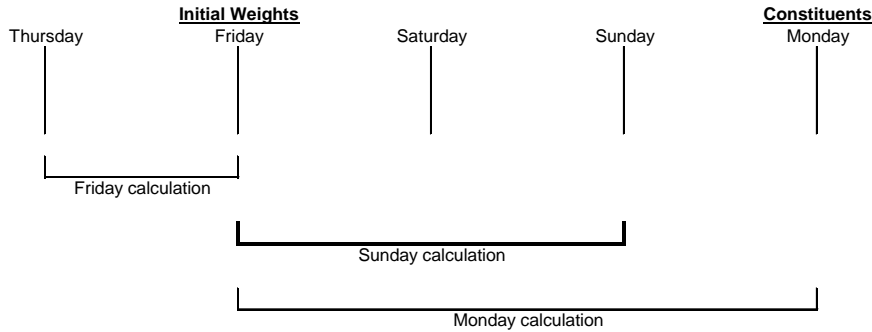 Initial Weights Constituents
Thursday Friday Saturday Sunday Monday
Friday calculation
Sunday calculation
Monday calculation